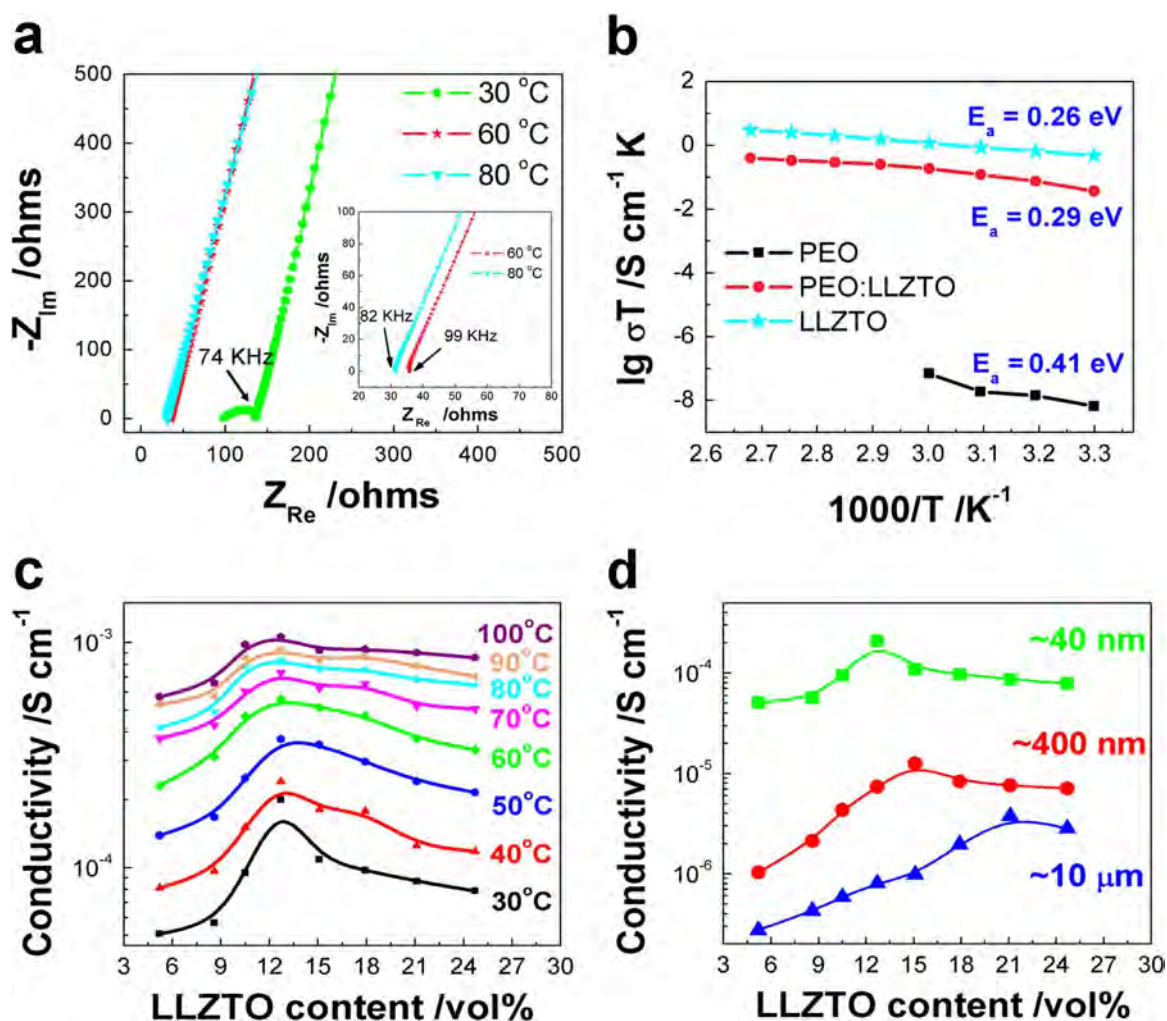 a
500
400
300
200
100
0
-Z_Im /ohms
30 °C
60 °C
80 °C
74 KHz
0 100 200 300 400 500
Z_Re /ohms
100
80
60
40
20
0
-Z_Im /ohms
60 °C
80 °C
82 KHz
99 KHz
20 30 40 50 60 70 80
Z_Re /ohms
b
2
0
-2
-4
-6
-8
lg σT /S cm⁻¹ K
E_a = 0.26 eV
E_a = 0.29 eV
PEO
PEO:LLZTO
LLZTO
E_a = 0.41 eV
2.6 2.7 2.8 2.9 3.0 3.1 3.2 3.3
1000/T /K⁻¹
c
10⁻³
10⁻⁴
Conductivity /S cm⁻¹
100°C
90°C
80°C
70°C
60°C
50°C
40°C
30°C
3 6 9 12 15 18 21 24 27 30
LLZTO content /vol%
d
10⁻⁴
10⁻⁵
10⁻⁶
Conductivity /S cm⁻¹
~40 nm
~400 nm
~10 μm
3 6 9 12 15 18 21 24 27 30
LLZTO content /vol%